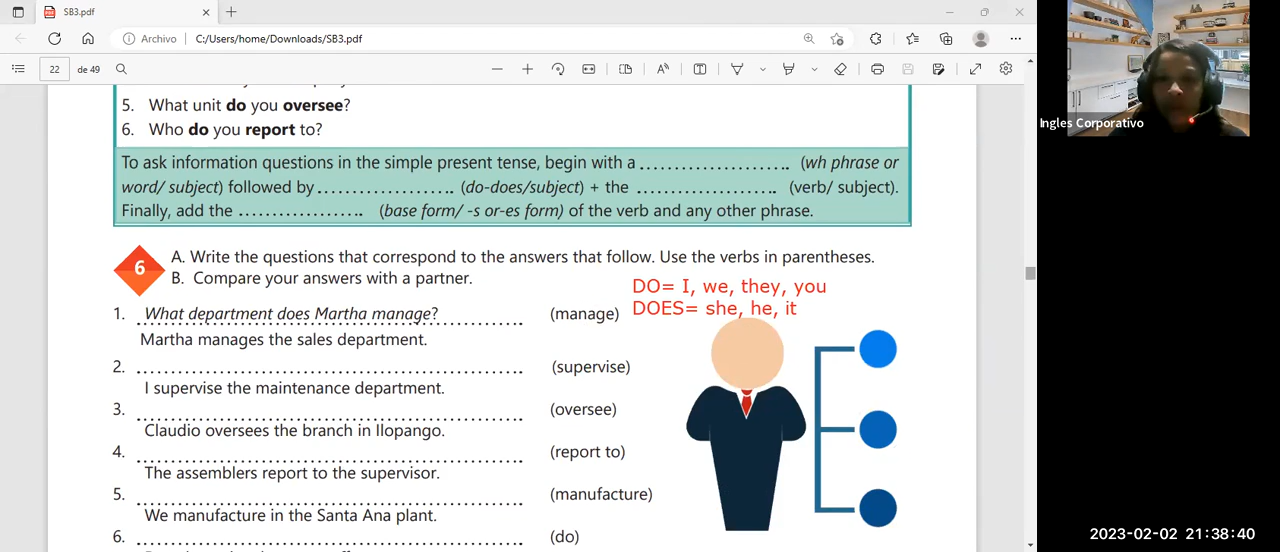 SB3.pdf
Archivo
C:/Users/home/Downloads/SB3.pdf
22
de 49
5. What unit do you oversee?
6. Who do you report to?
To ask information questions in the simple present tense, begin with a ........................ (wh phrase or
word/ subject) followed by ........................ (do-does/subject) + the ........................ (verb/ subject).
Finally, add the ........................ (base form/ -s or-es form) of the verb and any other phrase.
6
A. Write the questions that correspond to the answers that follow. Use the verbs in parentheses.
B. Compare your answers with a partner.
DO= I, we, they, you
DOES= she, he, it
1. What department does Martha manage? (manage)
Martha manages the sales department.
2. (supervise)
I supervise the maintenance department.
3. (oversee)
Claudio oversees the branch in Ilopango.
4. (report to)
The assemblers report to the supervisor.
5. (manufacture)
We manufacture in the Santa Ana plant.
6. (do)
Ingles Corporativo
2023-02-02 21:38:40